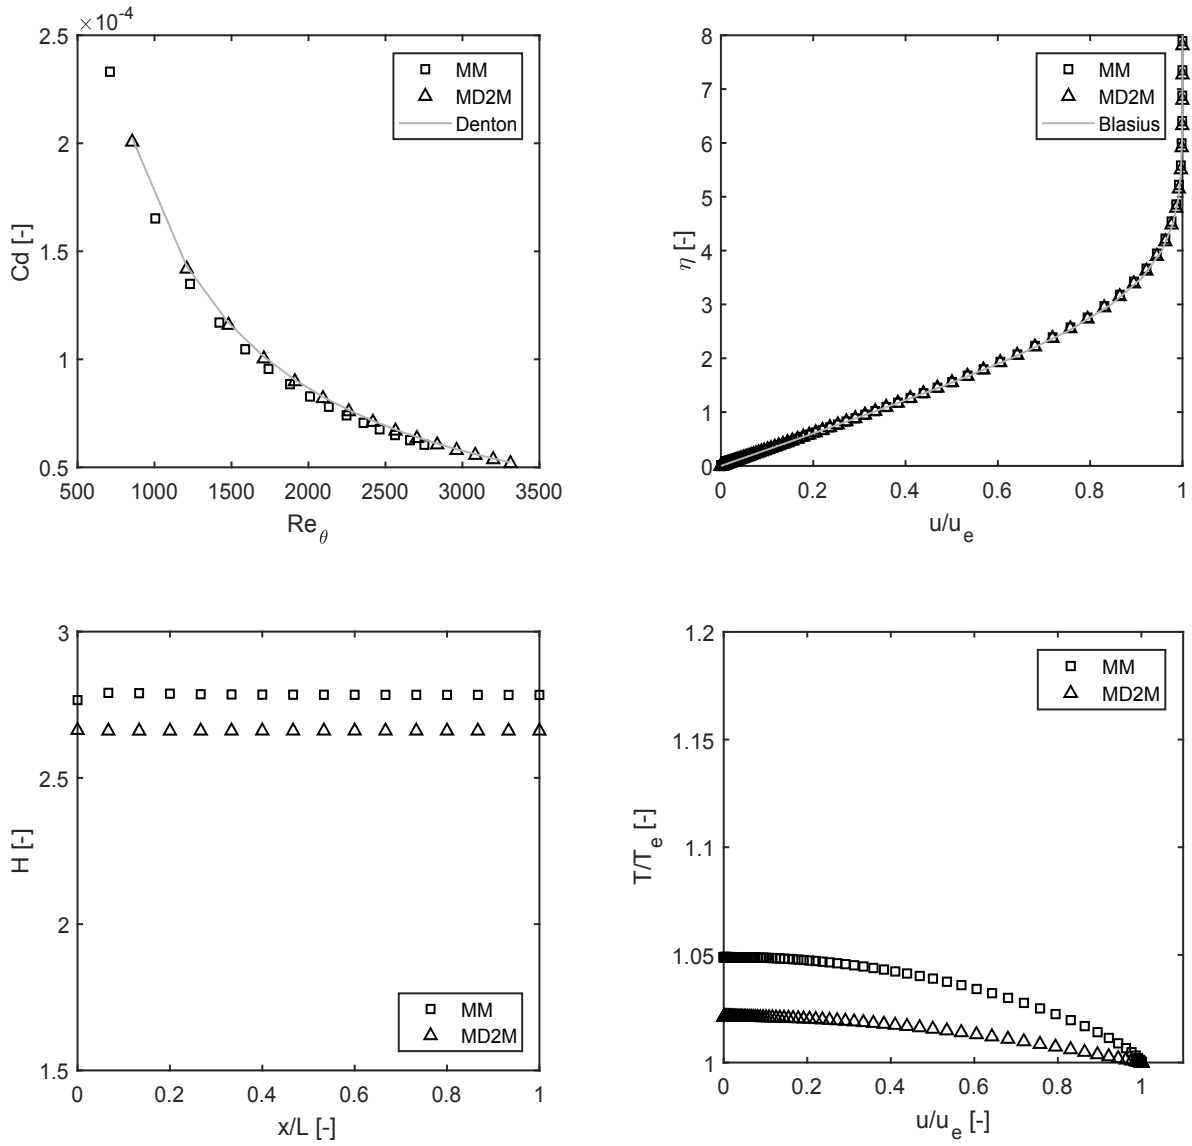 ×10⁻⁴
2.5
2
1.5
1
0.5
500 1000 1500 2000 2500 3000 3500
Cd [-]
Re_θ
MM
MD2M
Denton
8
7
6
5
4
3
2
1
0
0 0.2 0.4 0.6 0.8 1
η [-]
u/u_e
MM
MD2M
Blasius
3
2.5
2
1.5
0 0.2 0.4 0.6 0.8 1
H [-]
x/L [-]
MM
MD2M
1.2
1.15
1.1
1.05
1
0 0.2 0.4 0.6 0.8 1
T/T_e [-]
u/u_e [-]
MM
MD2M